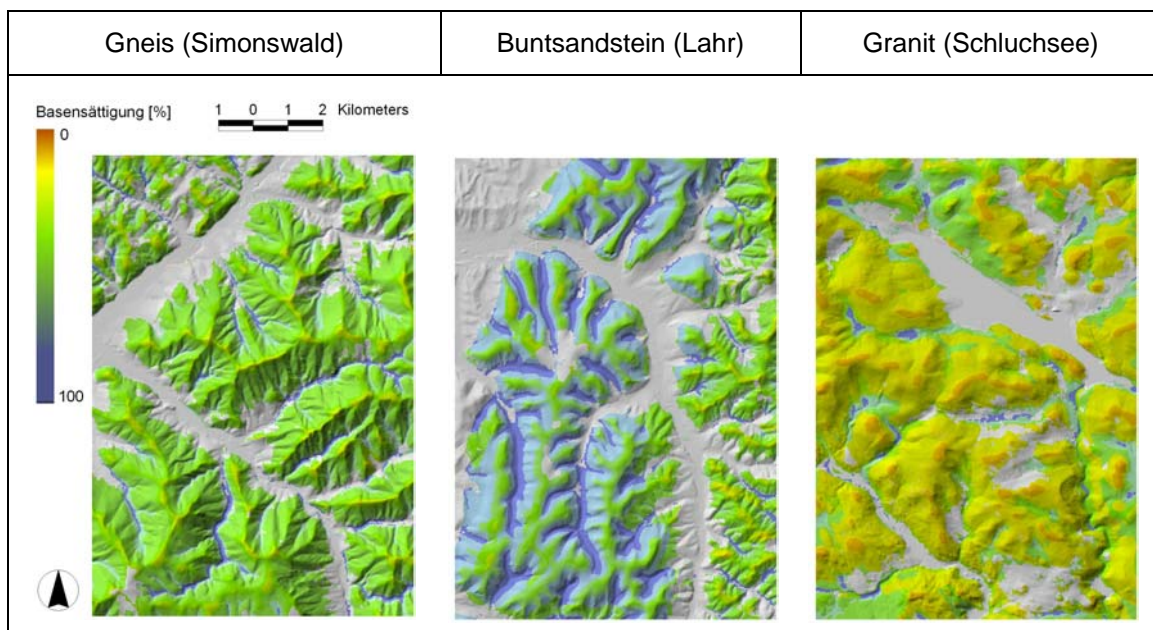 Gneis (Simonswald)
Buntsandstein (Lahr)
Granit (Schluchsee)
Basensättigung [%]
1 0 1 2 Kilometers
0
100